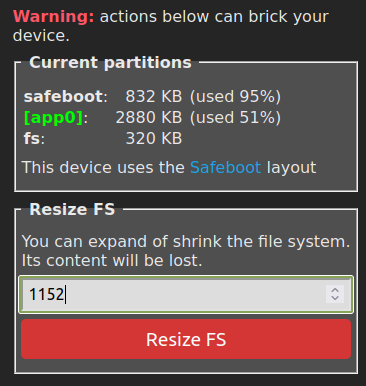 Warning: actions below can brick your
device.
Current partitions
safeboot: 832 KB (used 95%)
[app0]: 2880 KB (used 51%)
fs: 320 KB
This device uses the Safeboot layout
Resize FS
You can expand of shrink the file system.
Its content will be lost.
1152
Resize FS